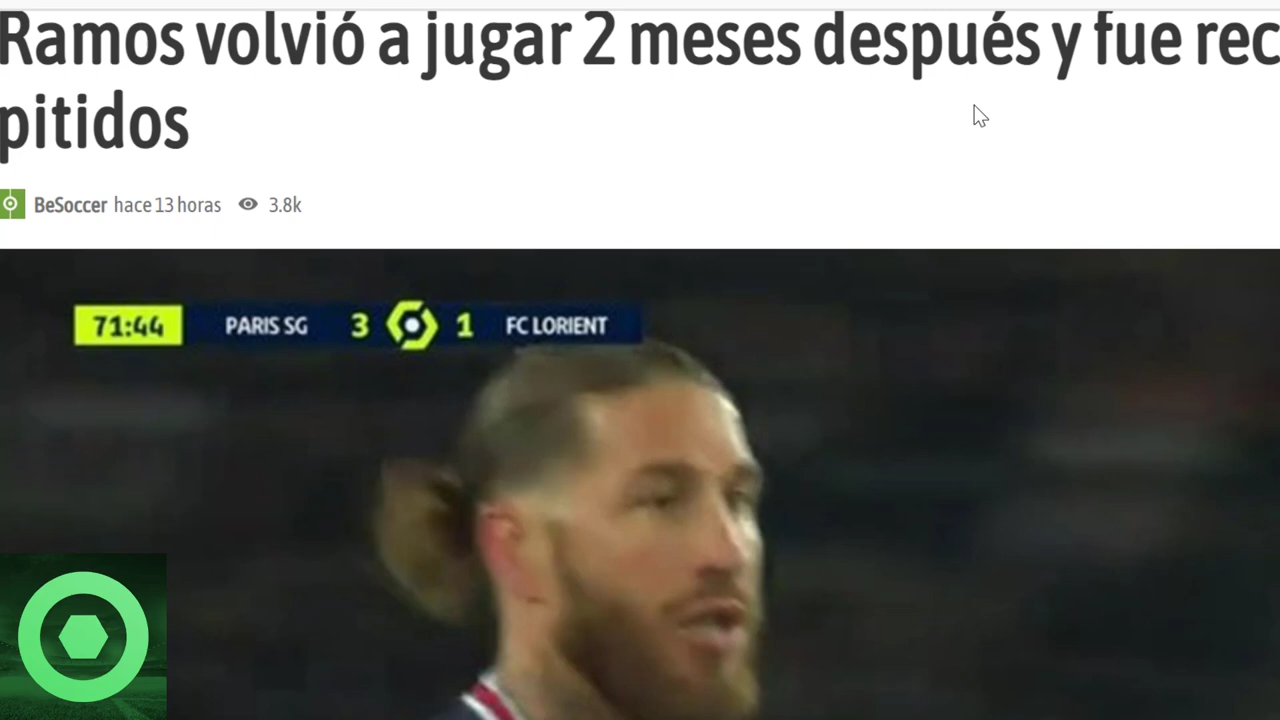 Ramos volvió a jugar 2 meses después y fue rec
pitidos
BeSoccer hace 13 horas 3.8k
71:44 PARIS SG 3 1 FC LORIENT